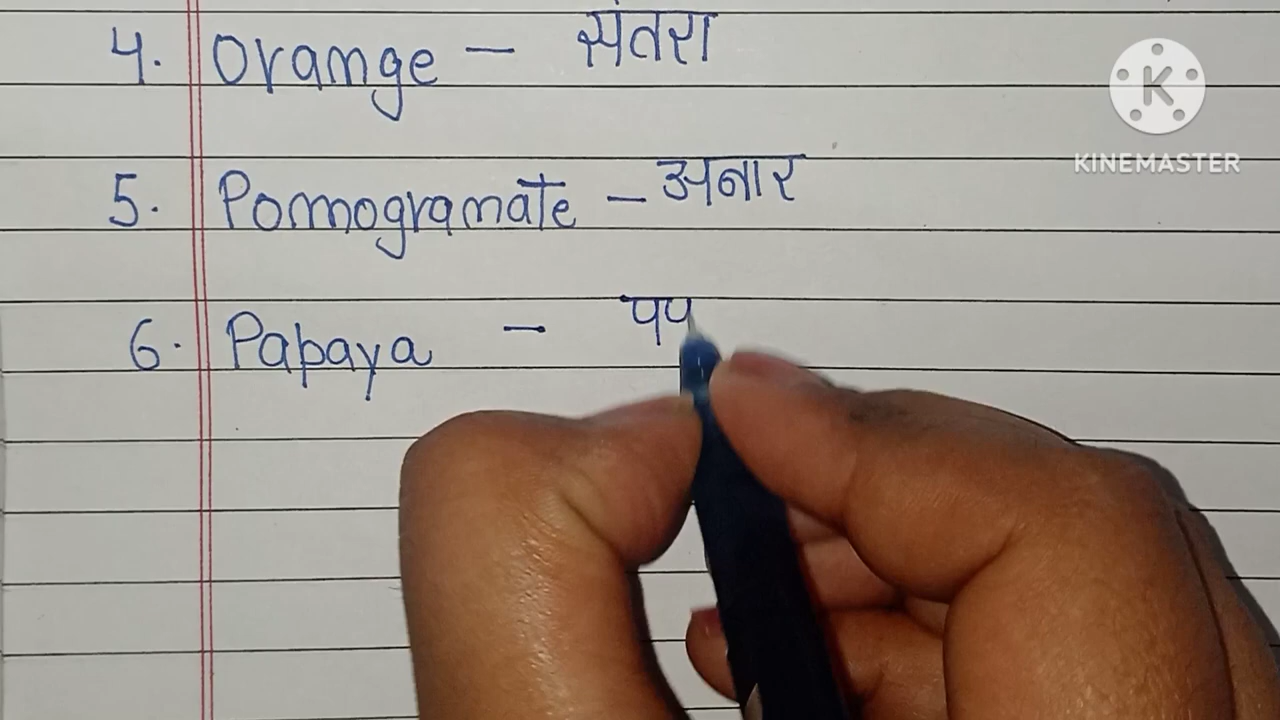 4. Orange - संतरा
K
KINEMASTER
5. Pomogramate - अनार
6. Papaya - पप